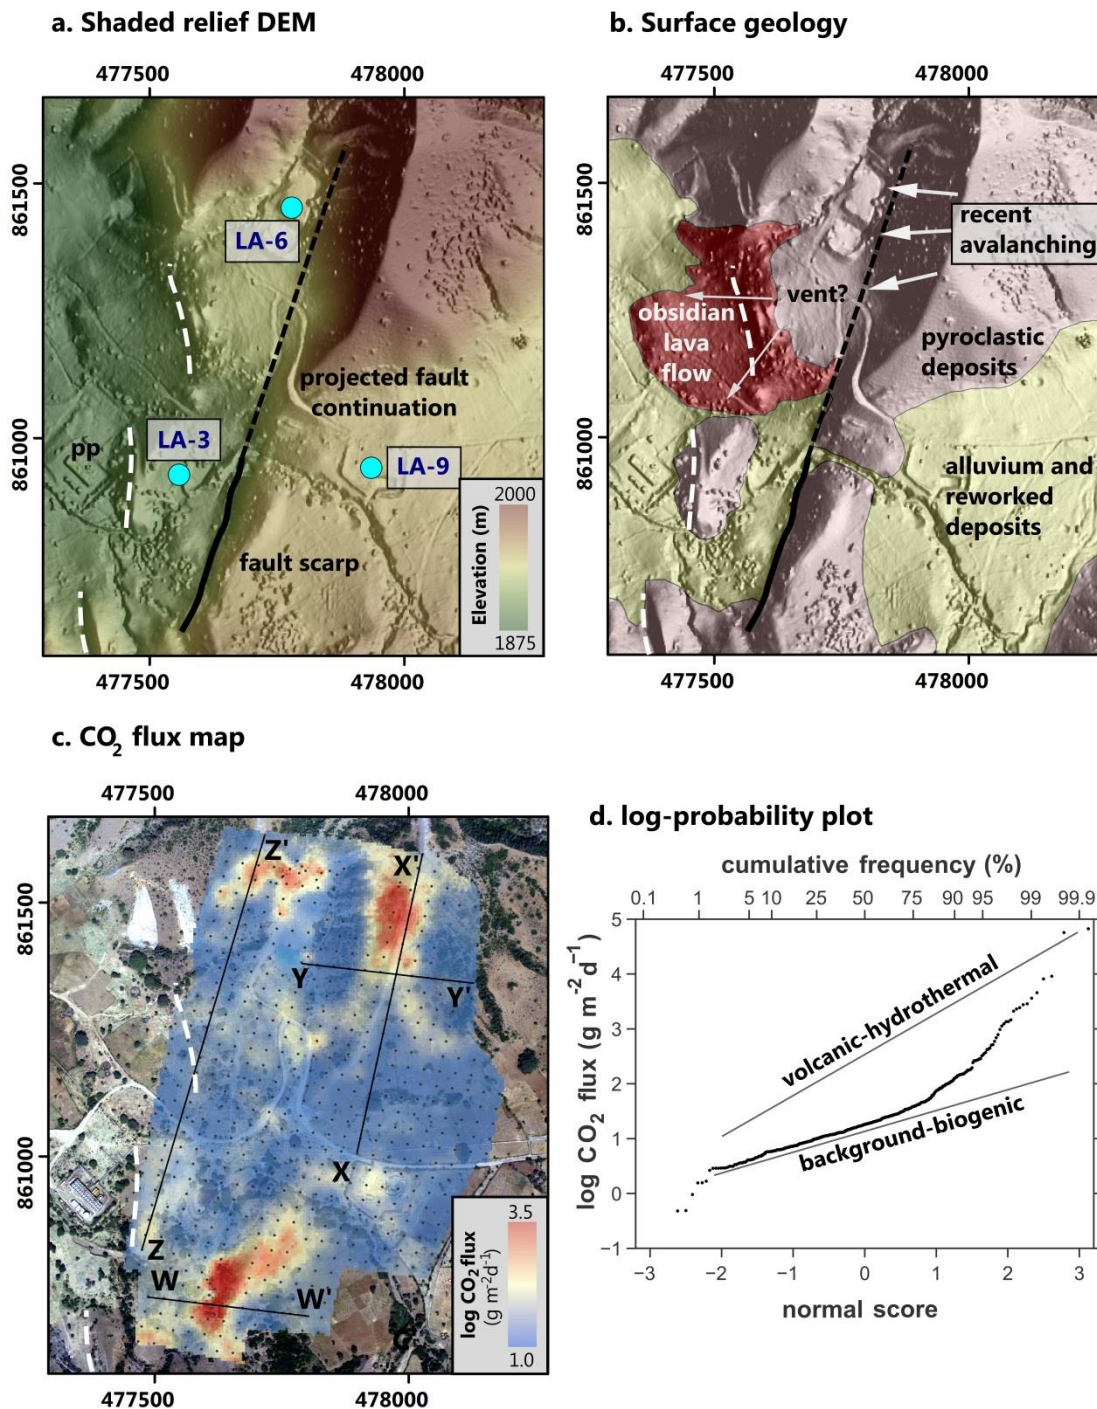 a. Shaded relief DEM
477500 478000
861500
861000
LA-6
projected fault
continuation
pp
LA-3
LA-9
fault scarp
2000
Elevation (m)
1875
477500 478000
b. Surface geology
477500 478000
861500
861000
recent
avalanching
vent?
obsidian
lava
flow
pyroclastic
deposits
alluvium and
reworked
deposits
477500 478000
c. CO2 flux map
477500 478000
861500
861000
Z'
X'
Y
Y'
X
Z
W
W'
3.5
log CO2 flux
(g m-2d-1)
1.0
477500 478000
d. log-probability plot
cumulative frequency (%)
0.1 1 5 10 25 50 75 90 95 99 99.9
log CO2 flux (g m-2d-1)
5
4
3
2
1
0
−1
volcanic-hydrothermal
background-biogenic
−3 −2 −1 0 1 2 3
normal score